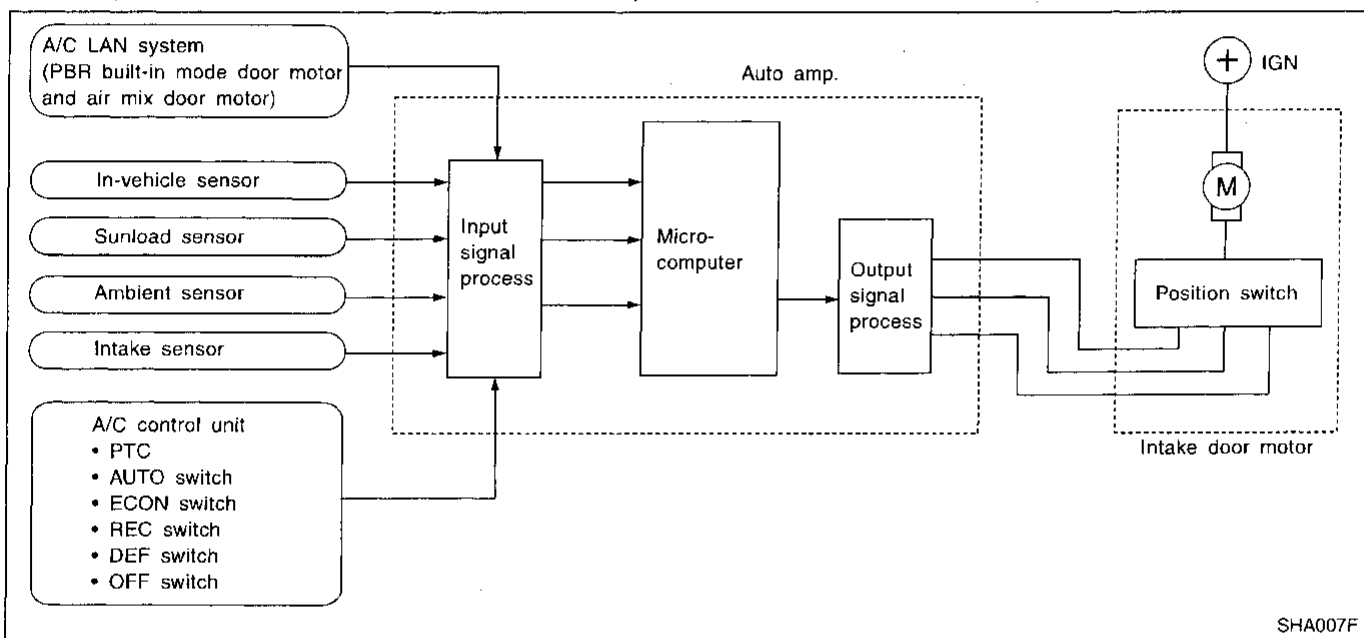 A/C LAN system
(PBR built-in mode door motor
and air mix door motor)
Auto amp.
+ IGN
In-vehicle sensor
Sunload sensor
Ambient sensor
Intake sensor
Input
signal
process
Micro-
computer
Output
signal
process
M
Position switch
Intake door motor
A/C control unit
• PTC
• AUTO switch
• ECON switch
• REC switch
• DEF switch
• OFF switch
SHA007F